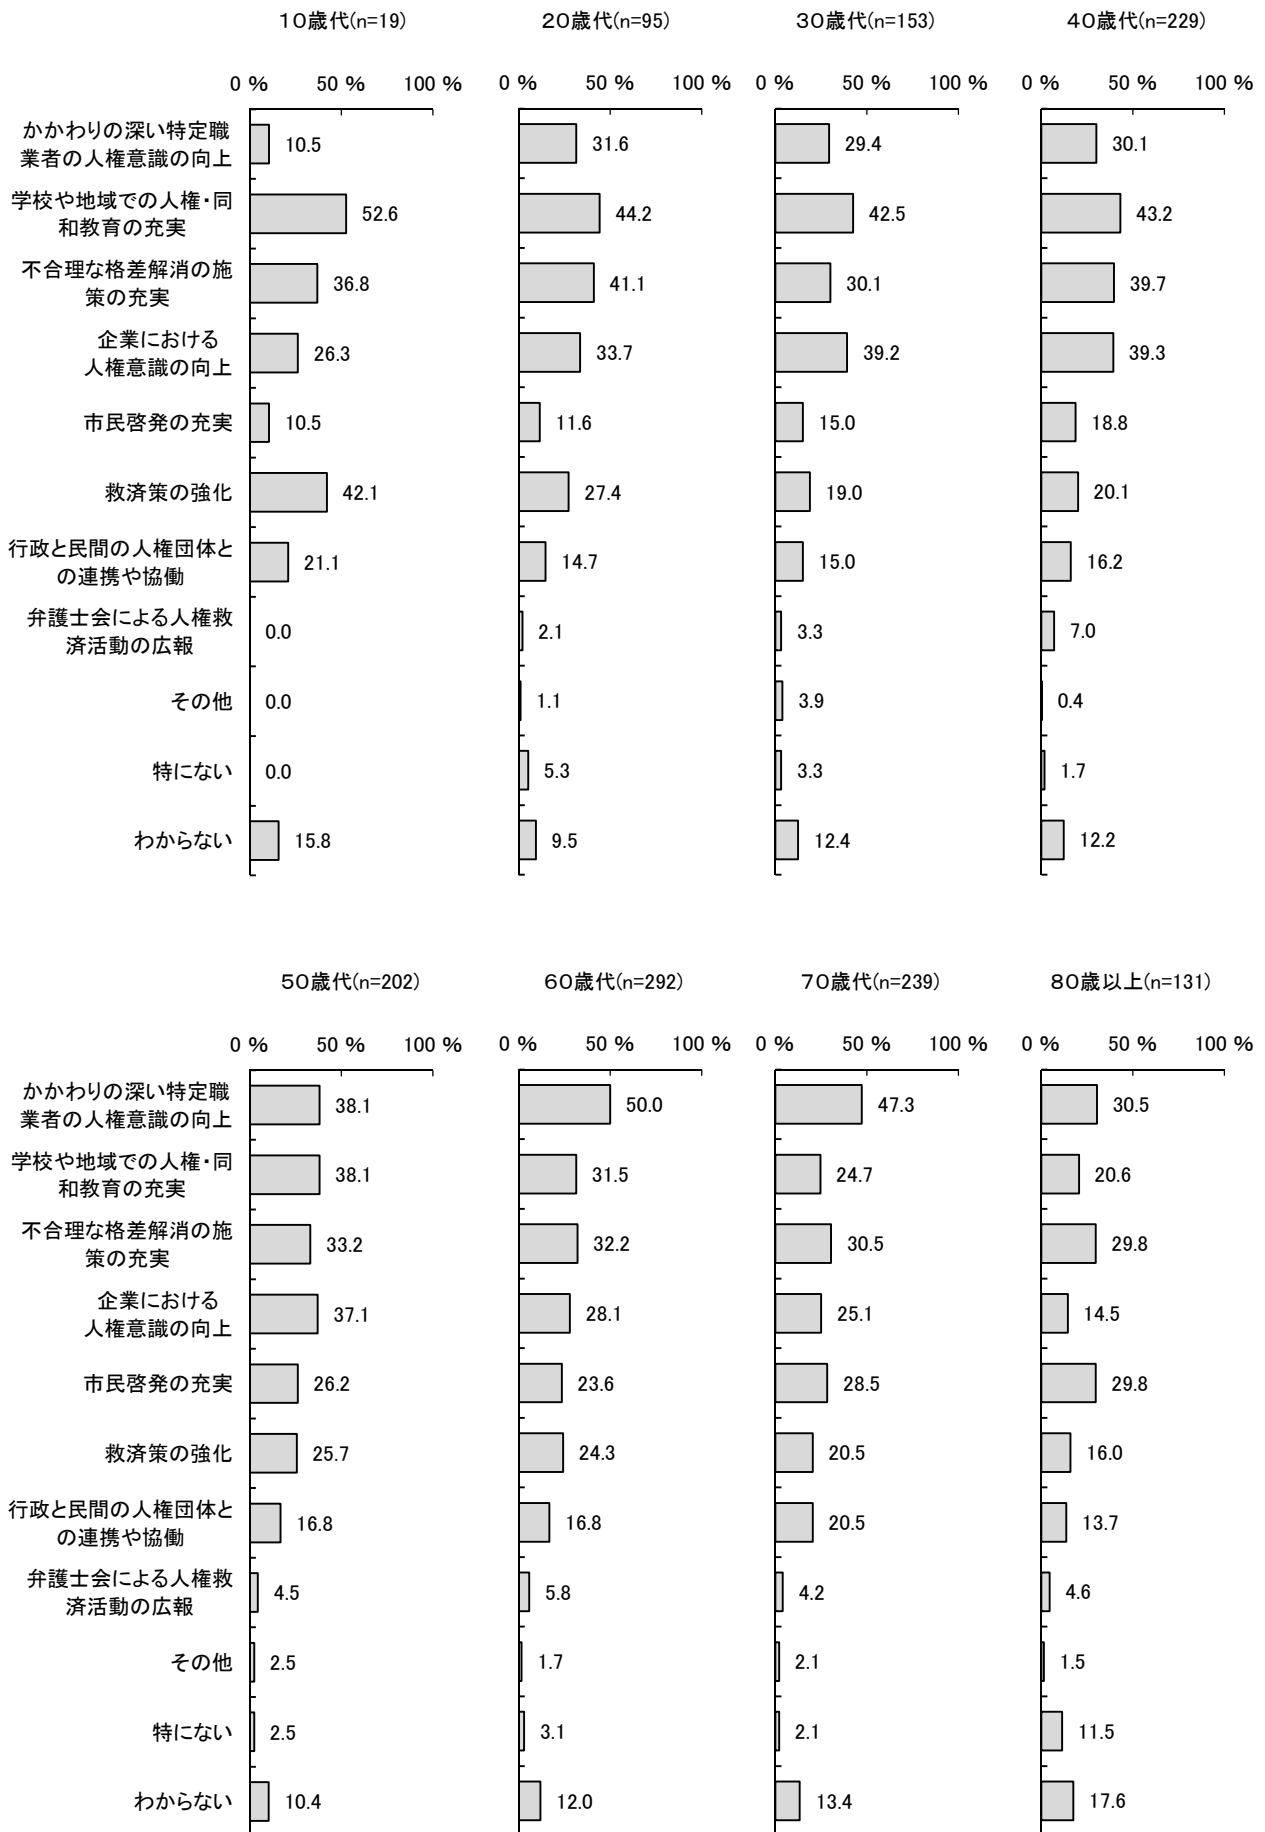 10歳代(n=19) 20歳代(n=95) 30歳代(n=153) 40歳代(n=229)
0 % 50 % 100 % 0 % 50 % 100 % 0 % 50 % 100 % 0 % 50 % 100 %
かかわりの深い特定職
業者の人権意識の向上
10.5 31.6 29.4 30.1
学校や地域での人権・同
和教育の充実
52.6 44.2 42.5 43.2
不合理な格差解消の施
策の充実
36.8 41.1 30.1 39.7
企業における
人権意識の向上
26.3 33.7 39.2 39.3
市民啓発の充実 10.5 11.6 15.0 18.8
救済策の強化 42.1 27.4 19.0 20.1
行政と民間の人権団体と
の連携や協働
21.1 14.7 15.0 16.2
弁護士会による人権救
済活動の広報
0.0 2.1 3.3 7.0
その他 0.0 1.1 3.9 0.4
特にない 0.0 5.3 3.3 1.7
わからない 15.8 9.5 12.4 12.2
50歳代(n=202) 60歳代(n=292) 70歳代(n=239) 80歳以上(n=131)
0 % 50 % 100 % 0 % 50 % 100 % 0 % 50 % 100 % 0 % 50 % 100 %
かかわりの深い特定職
業者の人権意識の向上
38.1 50.0 47.3 30.5
学校や地域での人権・同
和教育の充実
38.1 31.5 24.7 20.6
不合理な格差解消の施
策の充実
33.2 32.2 30.5 29.8
企業における
人権意識の向上
37.1 28.1 25.1 14.5
市民啓発の充実 26.2 23.6 28.5 29.8
救済策の強化 25.7 24.3 20.5 16.0
行政と民間の人権団体と
の連携や協働
16.8 16.8 20.5 13.7
弁護士会による人権救
済活動の広報
4.5 5.8 4.2 4.6
その他 2.5 1.7 2.1 1.5
特にない 2.5 3.1 2.1 11.5
わからない 10.4 12.0 13.4 17.6